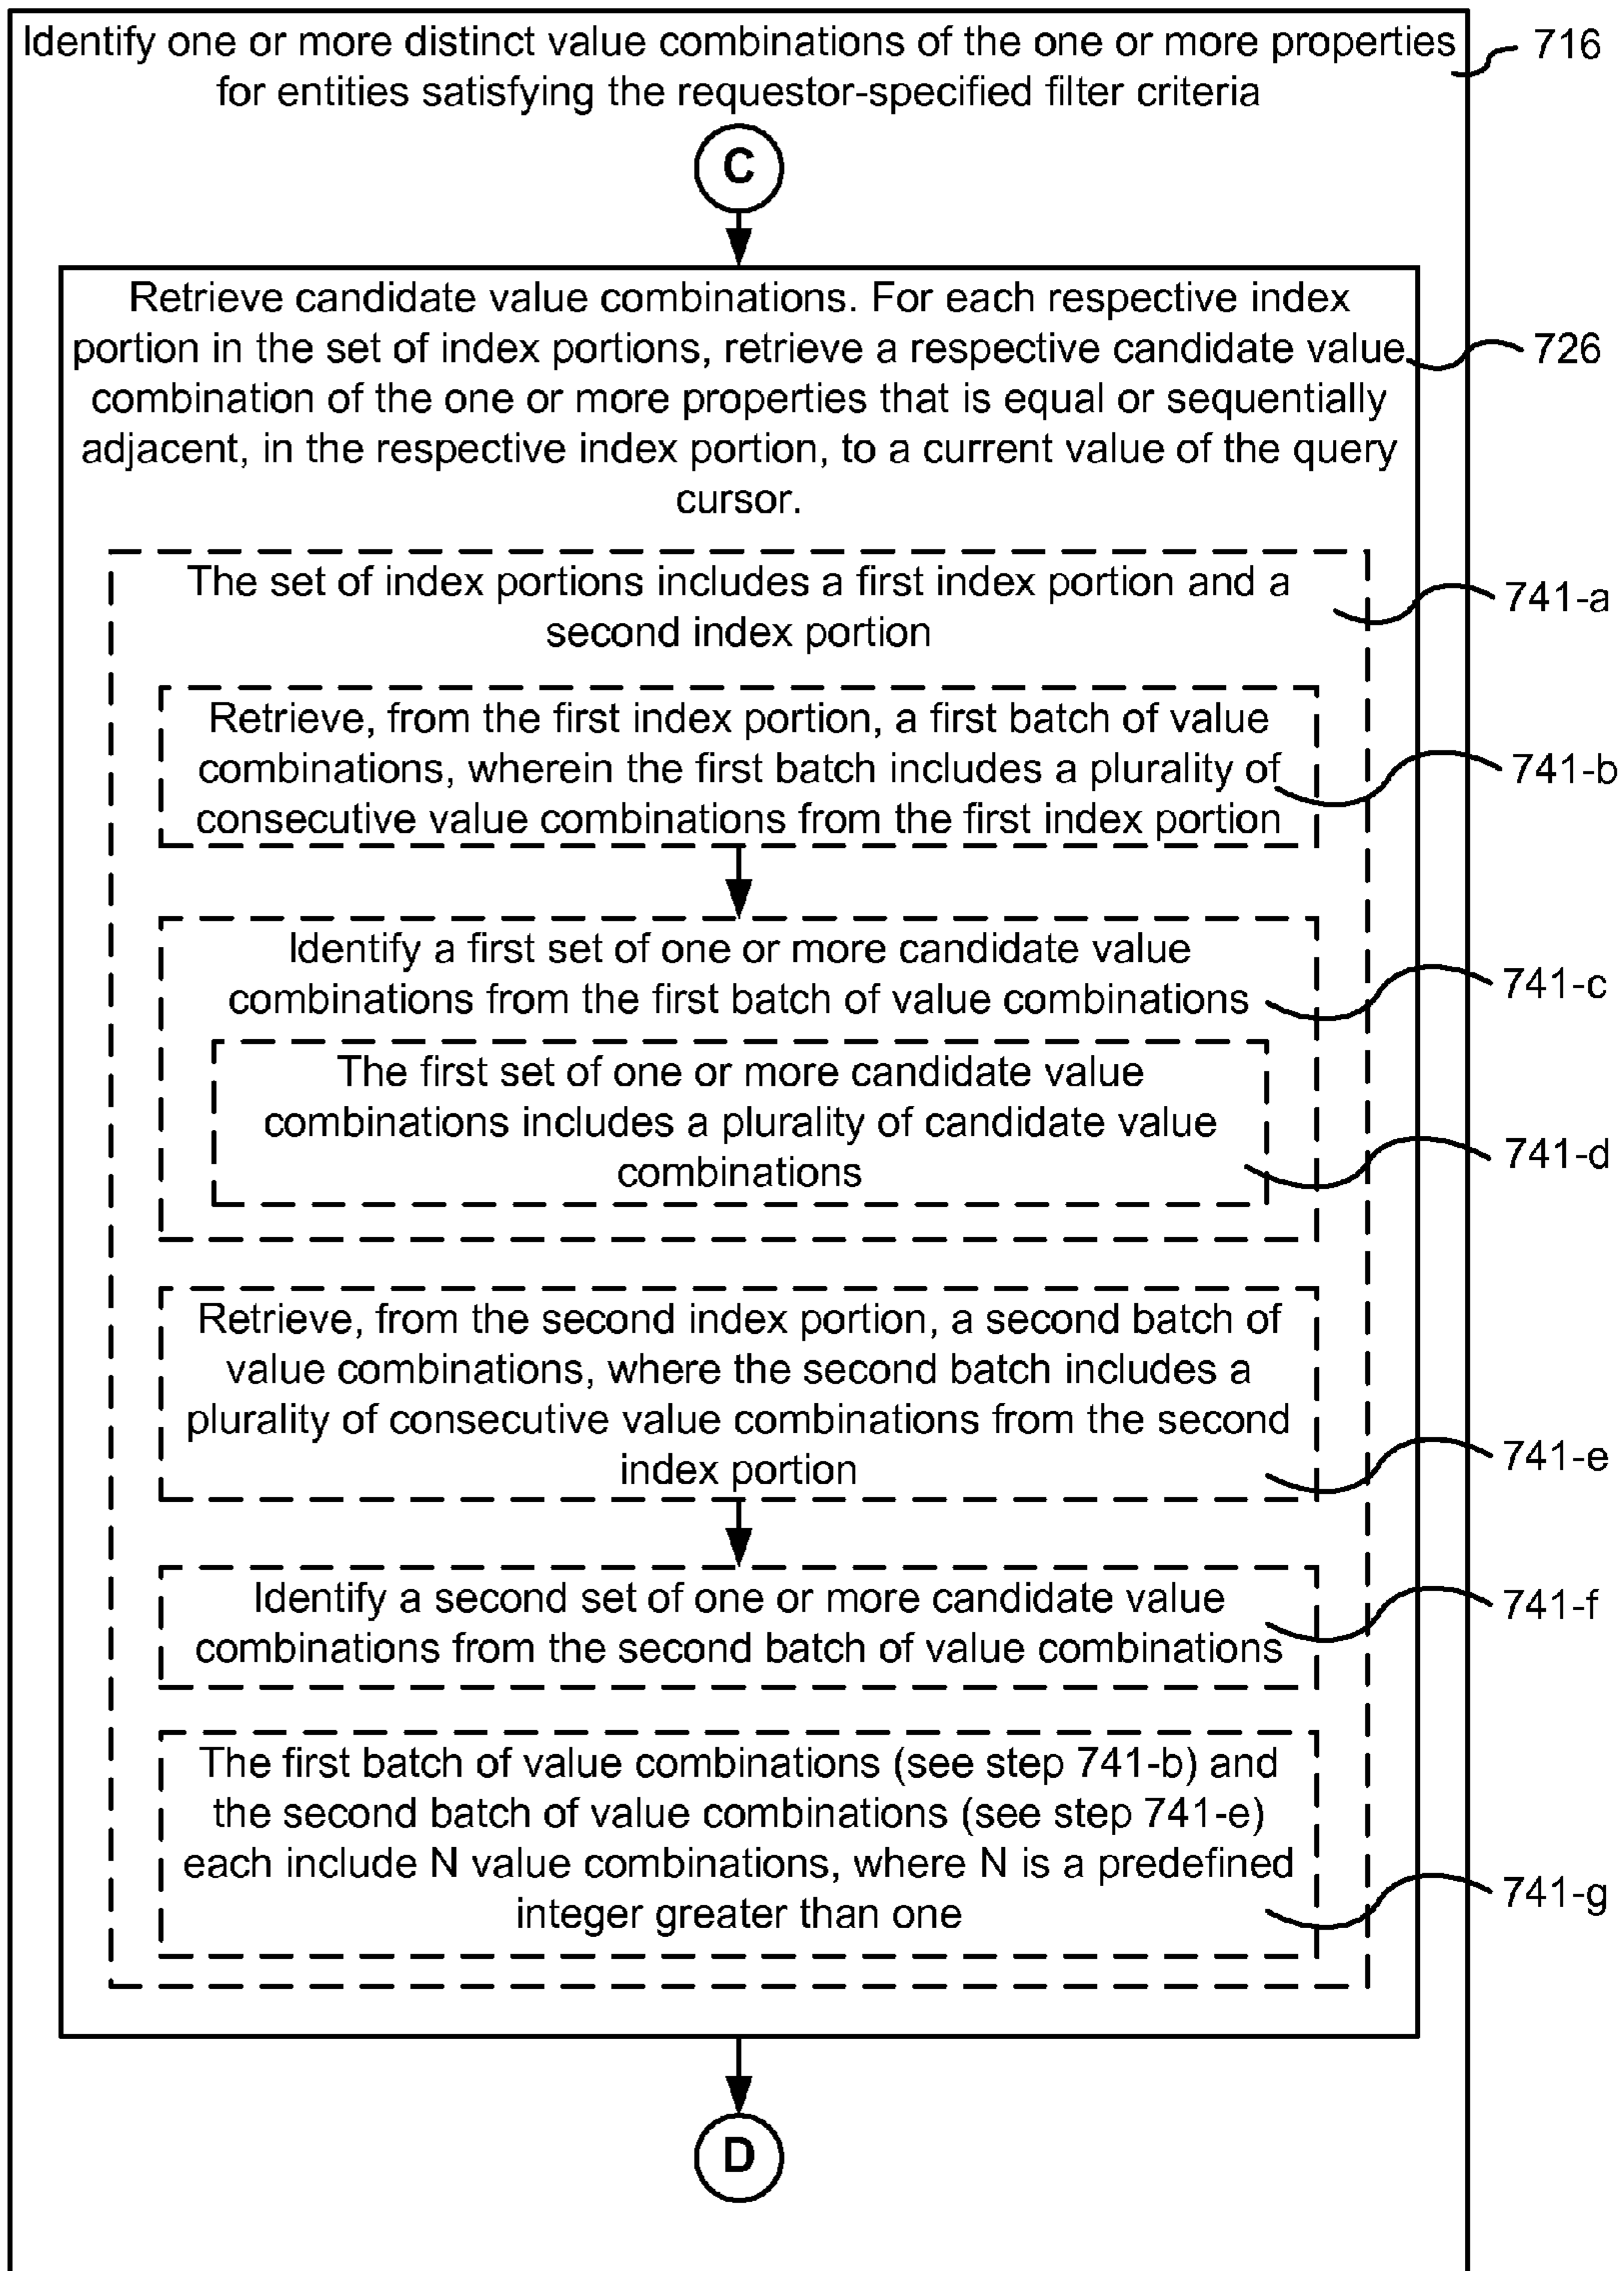 Identify one or more distinct value combinations of the one or more properties
for entities satisfying the requestor-specified filter criteria
716
C
Retrieve candidate value combinations. For each respective index
portion in the set of index portions, retrieve a respective candidate value
combination of the one or more properties that is equal or sequentially
adjacent, in the respective index portion, to a current value of the query
cursor.
726
The set of index portions includes a first index portion and a
second index portion
741-a
Retrieve, from the first index portion, a first batch of value
combinations, wherein the first batch includes a plurality of
consecutive value combinations from the first index portion
741-b
Identify a first set of one or more candidate value
combinations from the first batch of value combinations
741-c
The first set of one or more candidate value
combinations includes a plurality of candidate value
combinations
741-d
Retrieve, from the second index portion, a second batch of
value combinations, where the second batch includes a
plurality of consecutive value combinations from the second
index portion
741-e
Identify a second set of one or more candidate value
combinations from the second batch of value combinations
741-f
The first batch of value combinations (see step 741-b) and
the second batch of value combinations (see step 741-e)
each include N value combinations, where N is a predefined
integer greater than one
741-g
D